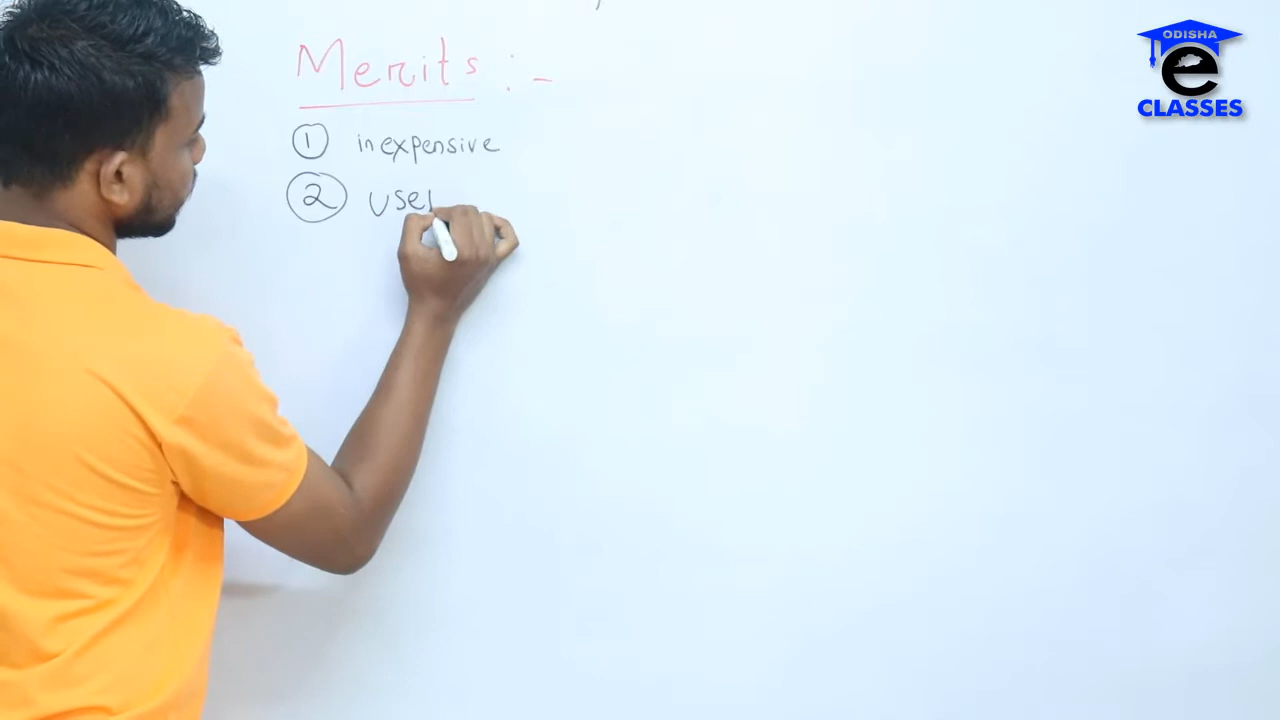 Merits :-
① inexpensive
② use
ODISHA
e
CLASSES